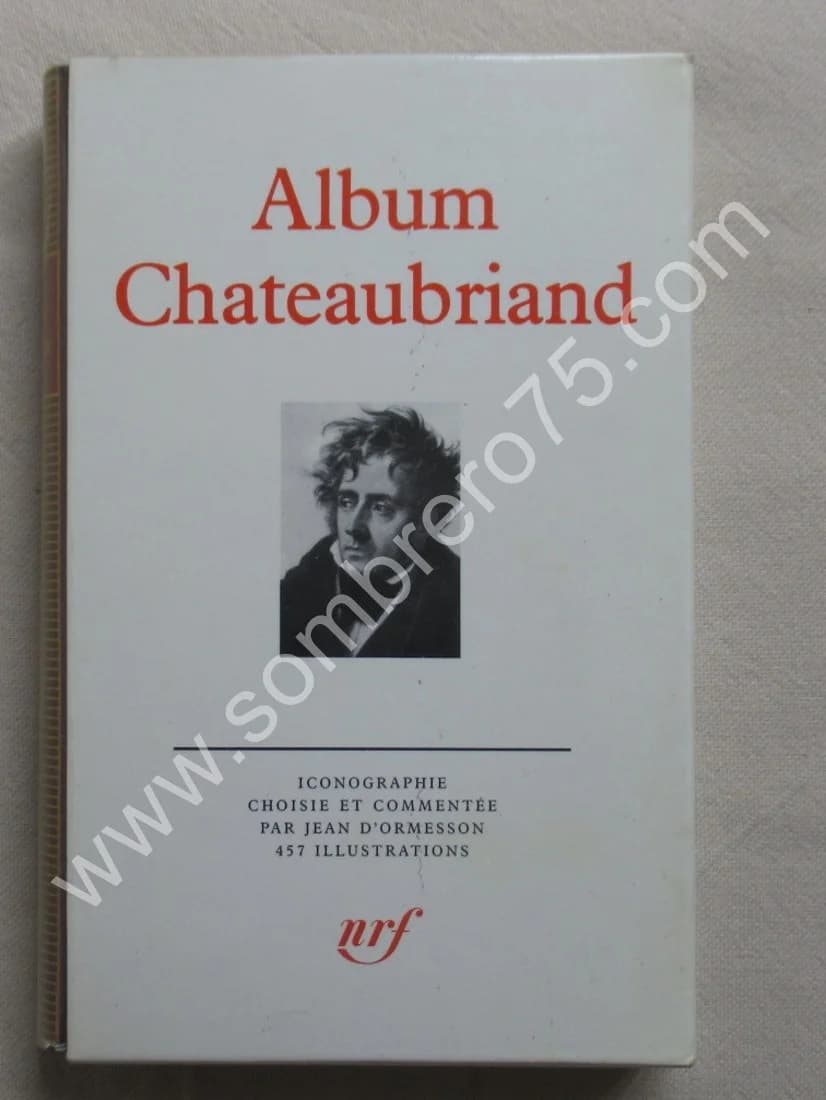 Album
Chateaubriand
ICONOGRAPHIE
CHOISIE ET COMMENTÉE
PAR JEAN D'ORMESSON
457 ILLUSTRATIONS
nrf
www.sombrero75.com